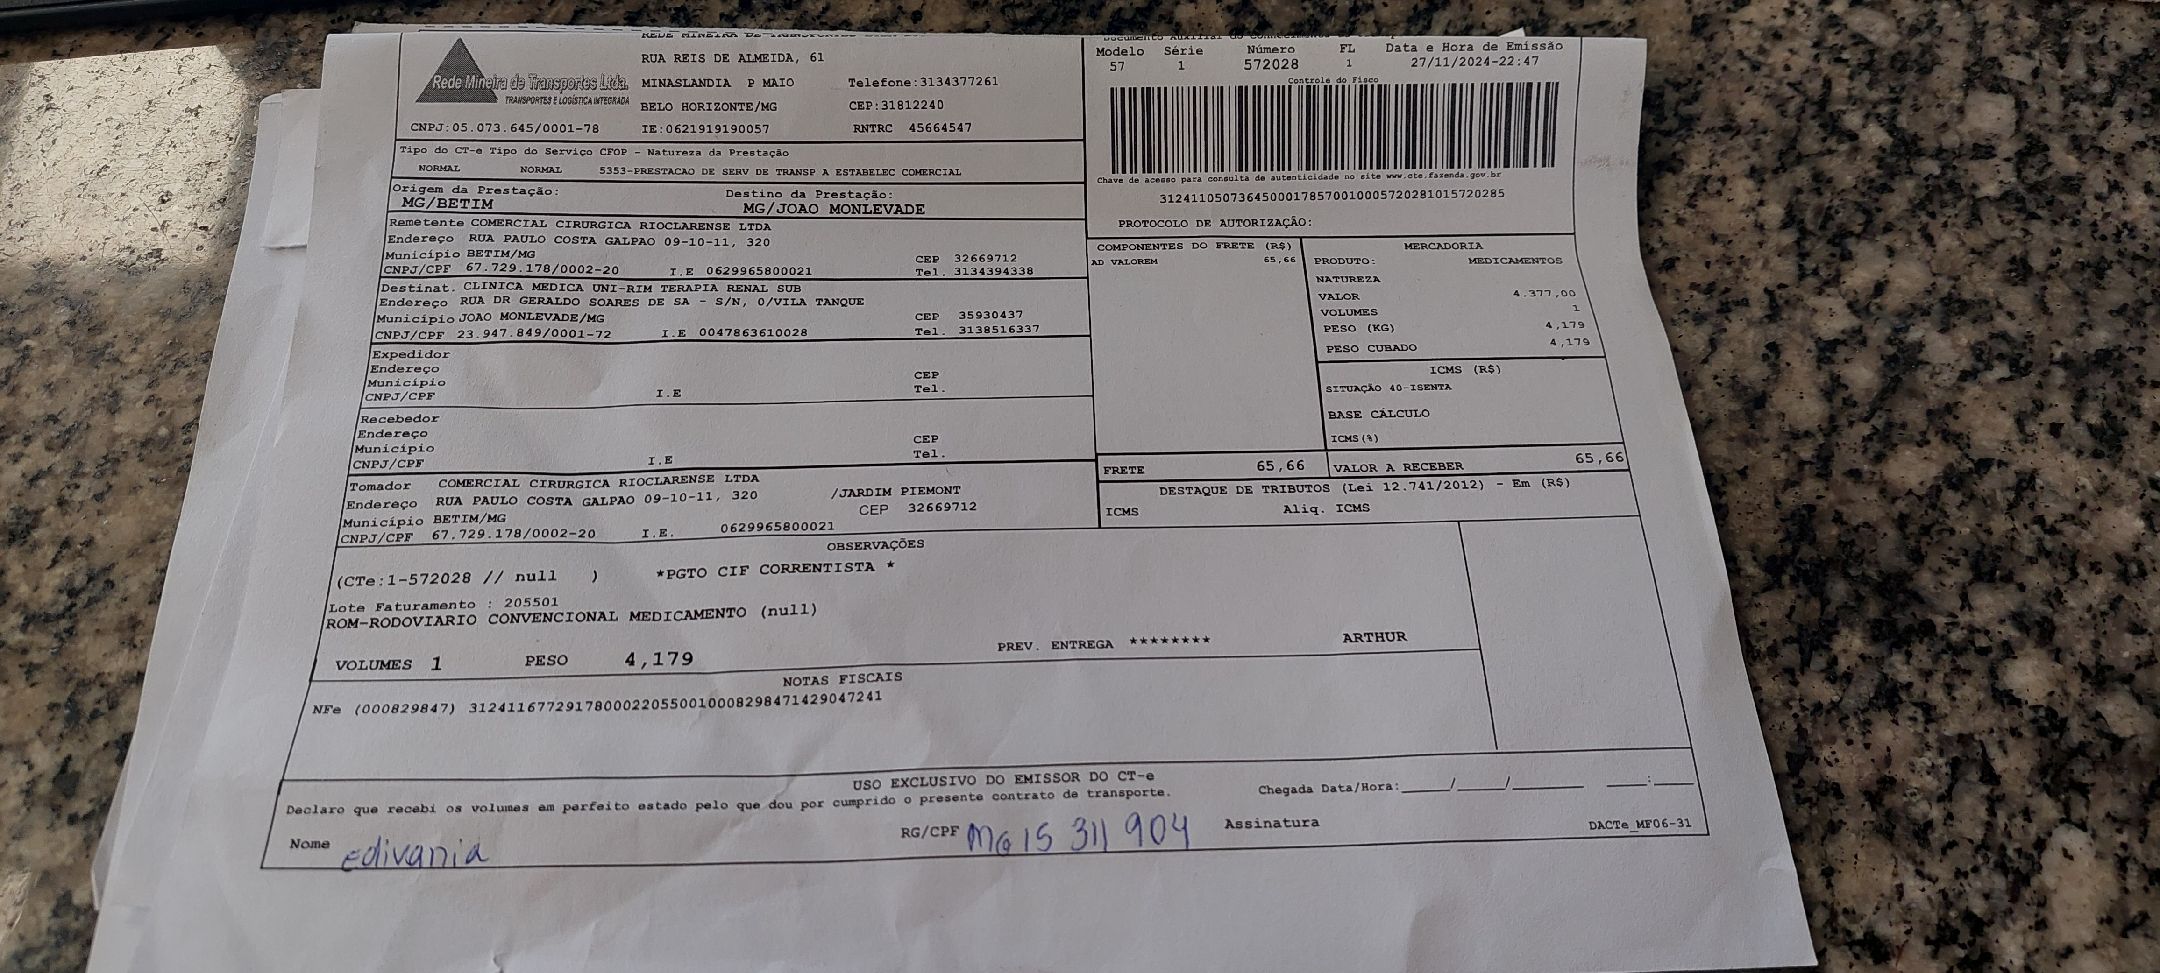 RUA REIS DE ALMEIDA, 61
Rede Mineira de Transportes Ltda.
TRANSPORTES E LOGÍSTICA INTEGRADA
MINASLANDIA P MAIO Telefone:3134377261
BELO HORIZONTE/MG CEP:31812240
CNPJ:05.073.645/0001-78 IE:0621919190057 RNTRC 45664547
Modelo Série Número FL Data e Hora de Emissão
57 1 572028 1 27/11/2024-22:47
Controle do Fisco
Chave de acesso para consulta de autenticidade no site www.cte.fazenda.gov.br
31241105073645000178570010005720281015720285
PROTOCOLO DE AUTORIZAÇÃO:
Tipo do CT-e Tipo do Serviço CFOP - Natureza da Prestação
NORMAL NORMAL 5353-PRESTACAO DE SERV DE TRANSP A ESTABELEC COMERCIAL
Origem da Prestação: Destino da Prestação:
MG/BETIM MG/JOAO MONLEVADE
Remetente COMERCIAL CIRURGICA RIOCLARENSE LTDA
Endereço RUA PAULO COSTA GALPAO 09-10-11, 320
Município BETIM/MG CEP 32669712
CNPJ/CPF 67.729.178/0002-20 I.E 0629965800021 Tel. 3134394338
Destinat. CLINICA MEDICA UNI-RIM TERAPIA RENAL SUB
Endereço RUA DR GERALDO SOARES DE SA - S/N, 0/VILA TANQUE
Município JOAO MONLEVADE/MG CEP 35930437
CNPJ/CPF 23.947.849/0001-72 I.E 0047863610028 Tel. 3138516337
Expedidor
Endereço CEP
Município Tel.
CNPJ/CPF I.E
Recebedor
Endereço CEP
Município Tel.
CNPJ/CPF I.E
Tomador COMERCIAL CIRURGICA RIOCLARENSE LTDA
Endereço RUA PAULO COSTA GALPAO 09-10-11, 320 /JARDIM PIEMONT
Município BETIM/MG CEP 32669712
CNPJ/CPF 67.729.178/0002-20 I.E. 0629965800021
COMPONENTES DO FRETE (R$)
AD VALOREM 65,66
MERCADORIA
PRODUTO: MEDICAMENTOS
NATUREZA
VALOR 4.377,00
VOLUMES 1
PESO (KG) 4,179
PESO CUBADO 4,179
ICMS (R$)
SITUAÇÃO 40-ISENTA
BASE CÁLCULO
ICMS(%)
FRETE 65,66 VALOR A RECEBER 65,66
DESTAQUE DE TRIBUTOS (Lei 12.741/2012) - Em (R$)
ICMS Aliq. ICMS
OBSERVAÇÕES
(CTe:1-572028 // null ) *PGTO CIF CORRENTISTA *
Lote Faturamento : 205501
ROM-RODOVIARIO CONVENCIONAL MEDICAMENTO (null)
PREV. ENTREGA ******** ARTHUR
VOLUMES 1 PESO 4,179
NOTAS FISCAIS
NFe (000829847) 31241167729178000220550010008298471429047241
USO EXCLUSIVO DO EMISSOR DO CT-e
Declaro que recebi os volumes em perfeito estado pelo que dou por cumprido o presente contrato de transporte. Chegada Data/Hora:____/____/______ ___:___
Nome edivania RG/CPF MG 15 311 904 Assinatura DACTe_MF06-31